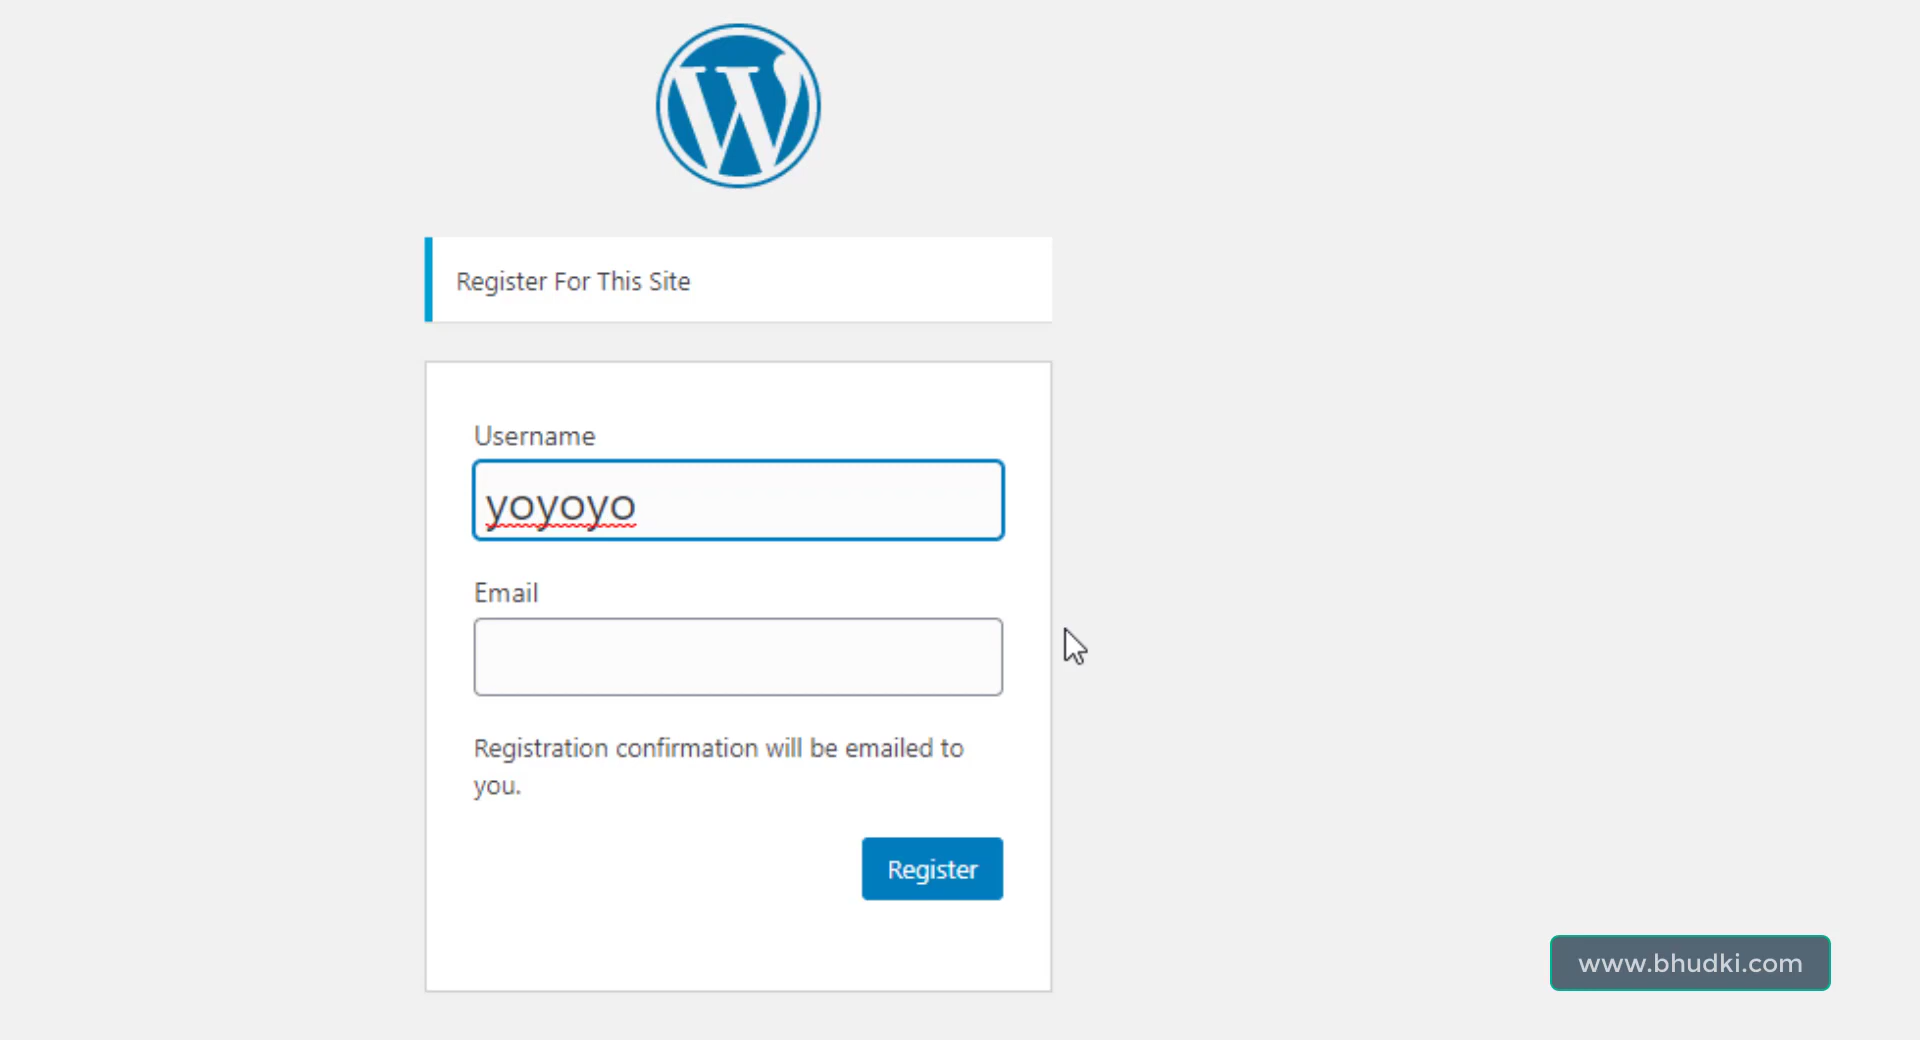 Register For This Site
Username
yoyoyo
Email
Registration confirmation will be emailed to
you.
Register
www.bhudki.com